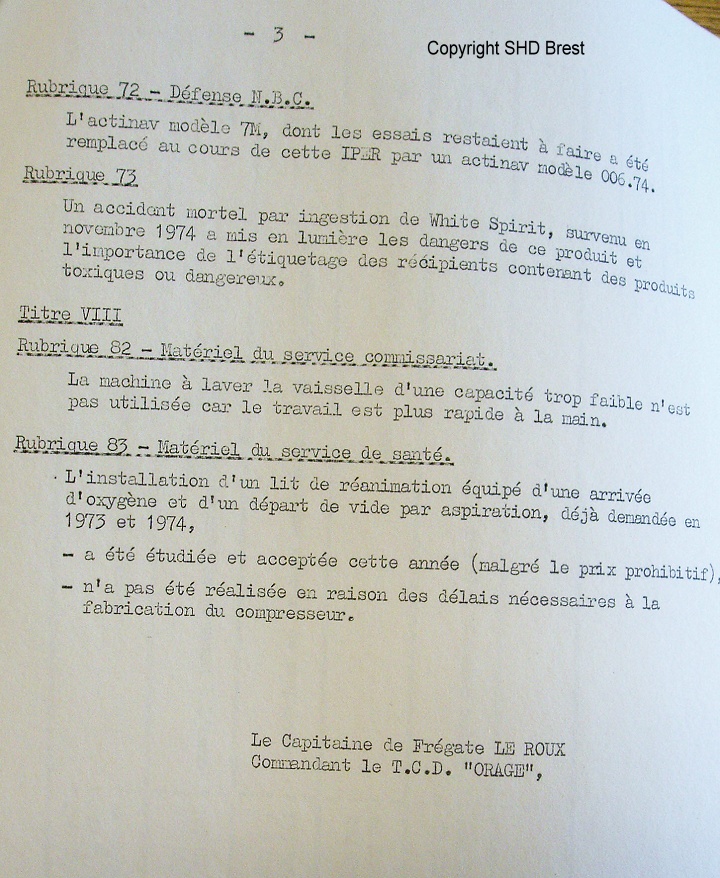 - 3 -
Copyright SHD Brest
Rubrique 72 - Défense N.B.C.
L'actinav modèle 7M, dont les essais restaient à faire a été
remplacé au cours de cette IPER par un actinav modèle 006.74.
Rubrique 73
Un accident mortel par ingestion de White Spirit, survenu en
novembre 1974 a mis en lumière les dangers de ce produit et
l'importance de l'étiquetage des récipients contenant des produits
toxiques ou dangereux.
Titre VIII
Rubrique 82 - Matériel du service commissariat.
La machine à laver la vaisselle d'une capacité trop faible n'est
pas utilisée car le travail est plus rapide à la main.
Rubrique 83 - Matériel du service de santé.
L'installation d'un lit de réanimation équipé d'une arrivée
d'oxygène et d'un départ de vide par aspiration, déjà demandée en
1973 et 1974,
- a été étudiée et acceptée cette année (malgré le prix prohibitif),
- n'a pas été réalisée en raison des délais nécessaires à la
fabrication du compresseur.
Le Capitaine de Frégate LE ROUX
Commandant le T.C.D. "ORAGE",